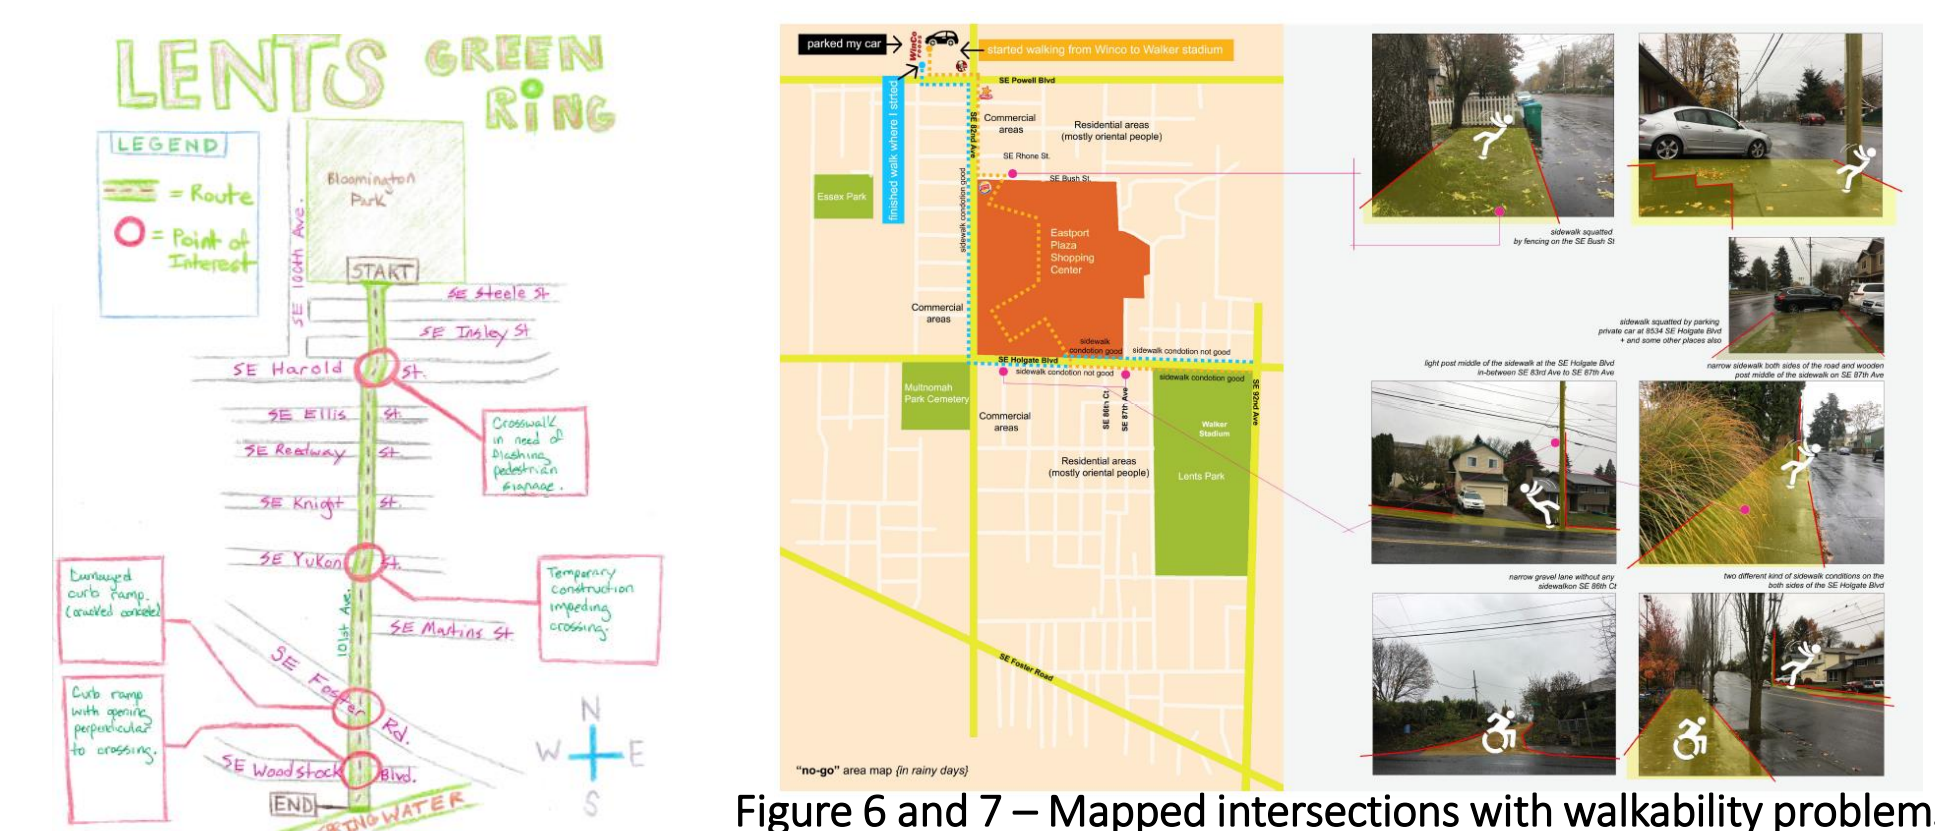 LENTS GREEN
RING
LEGEND
= Route
= Point of
Interest
Bloomington
Park
START
SE 100th Ave.
SE Steele St
SE Insley St
SE Harold St.
SE Ellis St.
SE Reedway St.
SE Knight St.
SE Yukon St.
101st Ave.
SE Martins St.
SE Foster Rd.
SE Woodstock Blvd.
END
Crosswalk
in need of
flashing
pedestrian
signage.
Temporary
construction
impeding
crossing.
Damaged
curb ramp.
(cracked concrete)
Curb ramp
with opening
perpendicular
to crossing.
N
W E
S
parked my car
WinCo
FOODS
started walking from Winco to Walker stadium
finished walk where I strted
SE Powell Blvd
SE 82nd Ave
Commercial
areas
Residential areas
(mostly oriental people)
SE Rhone St.
SE Bush St.
Essex Park
sidewalk condotion good
Eastport
Plaza
Shopping
Center
Commercial
areas
sidewalk
condotion good
sidewalk condotion not good
SE Holgate Blvd
sidewalk condotion not good
sidewalk condotion good
Multnomah
Park Cemetery
Commercial
areas
SE 86th Ct
SE 87th Ave
SE 92nd Ave
Walker
Stadium
Residential areas
(mostly oriental people)
Lents Park
SE Foster Road
"no-go" area map {in rainy days}
sidewalk squatted
by fencing on the SE Bush St
sidewalk squatted by parking
private car at 8534 SE Holgate Blvd
+ and some other places also
light post middle of the sidewalk at the SE Holgate Blvd
in-between SE 83rd Ave to SE 87th Ave
narrow sidewalk both sides of the road and wooden
post middle of the sidewalk on SE 87th Ave
narrow gravel lane without any
sidewalkon SE 86th Ct
two different kind of sidewalk conditions on the
both sides of the SE Holgate Blvd
Figure 6 and 7 – Mapped intersections with walkability problem